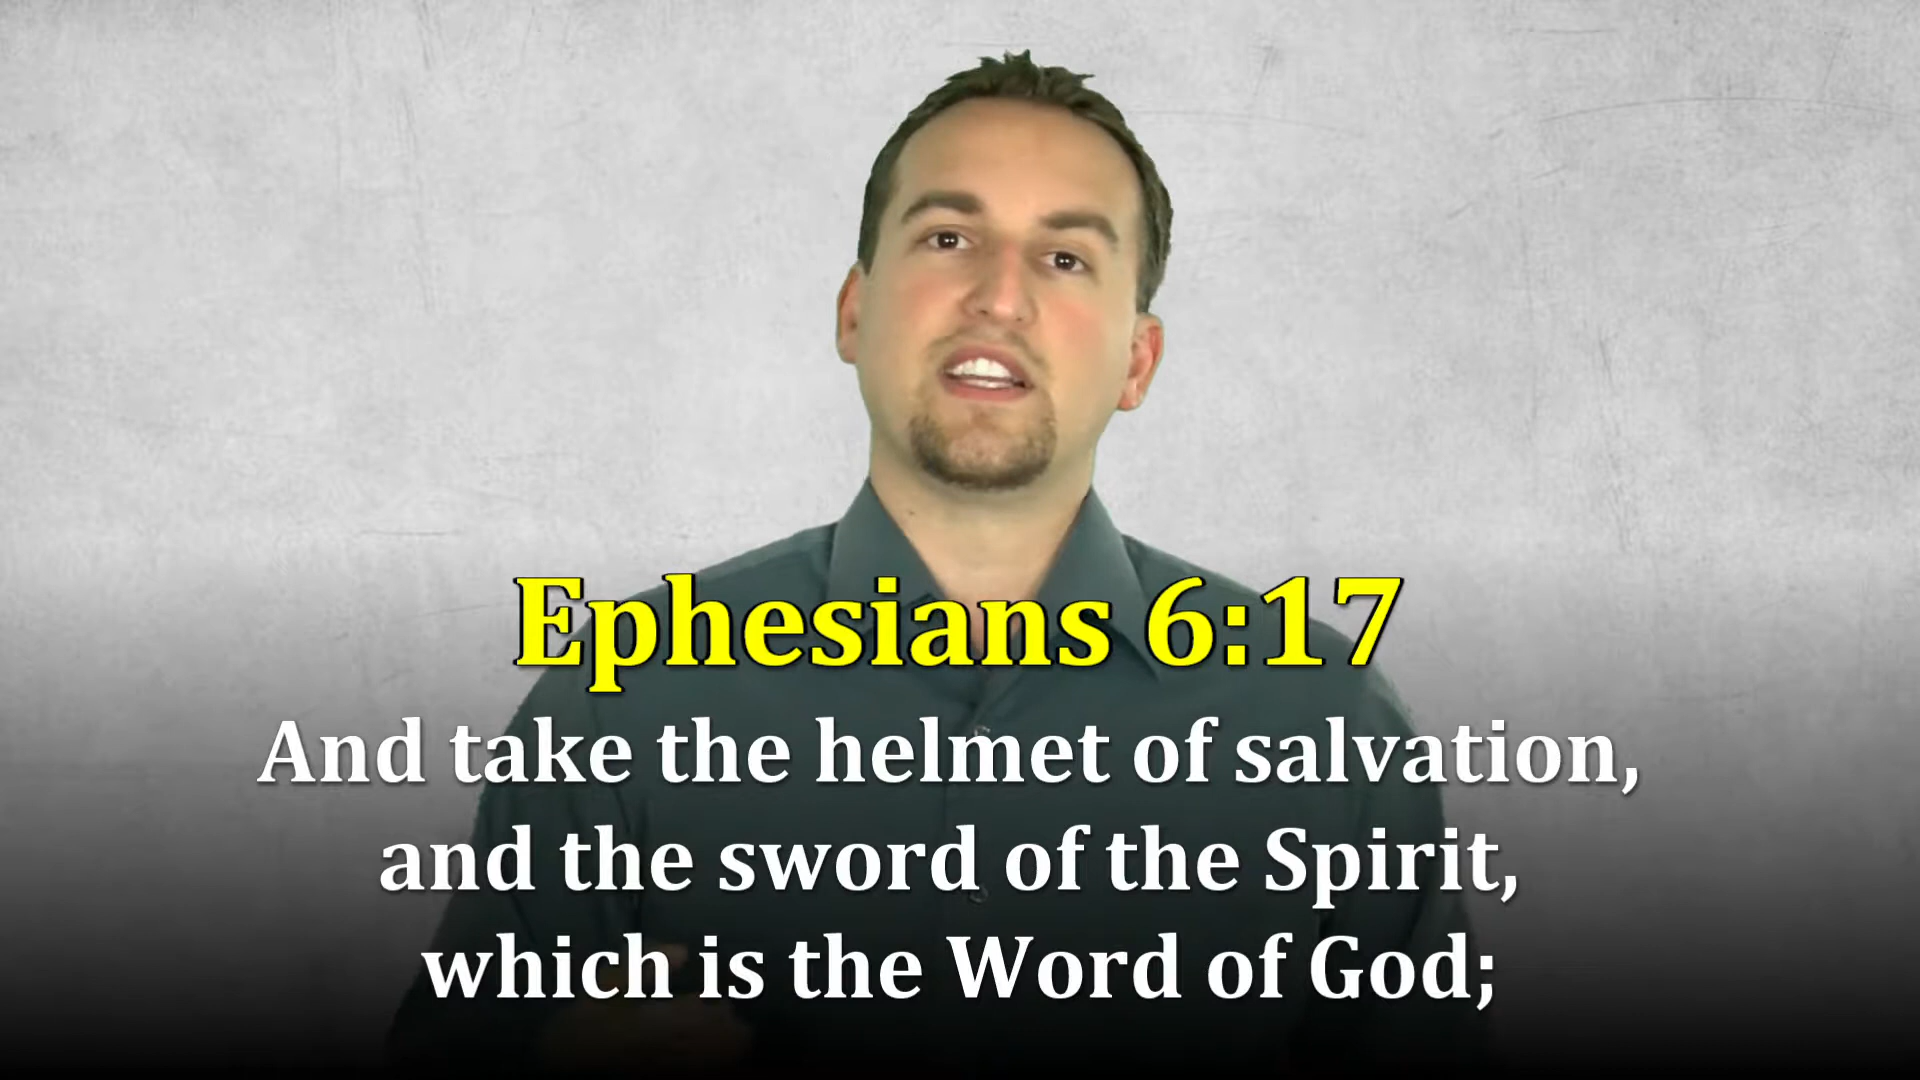 Ephesians 6:17
And take the helmet of salvation,
and the sword of the Spirit,
which is the Word of God;